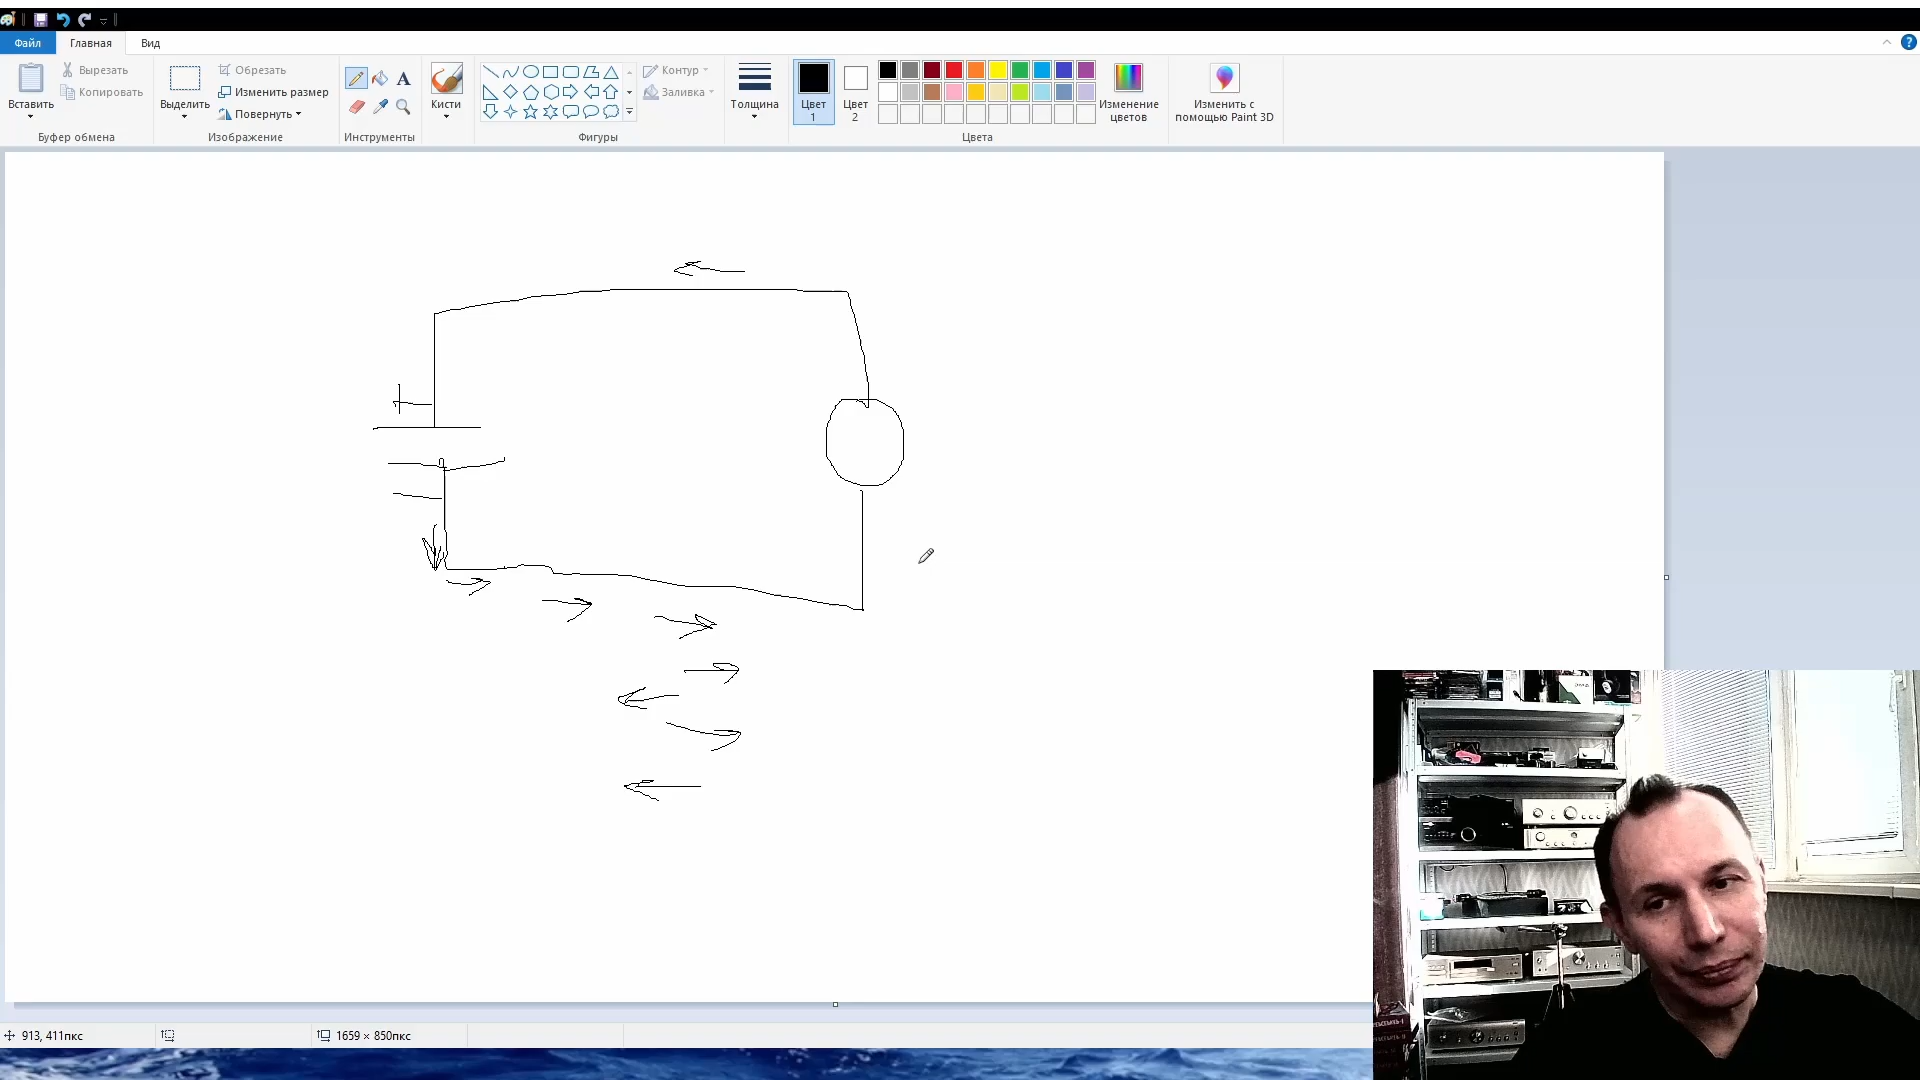 Файл Главная Вид
Вставить
Вырезать
Копировать
Буфер обмена
Выделить
Обрезать
Изменить размер
Повернуть
Изображение
A
Инструменты
Кисти
Контур
Заливка
Фигуры
Толщина
Цвет 1
Цвет 2
Изменение цветов
Цвета
Изменить с помощью Paint 3D
?
+
913, 411пкс
1659 × 850пкс